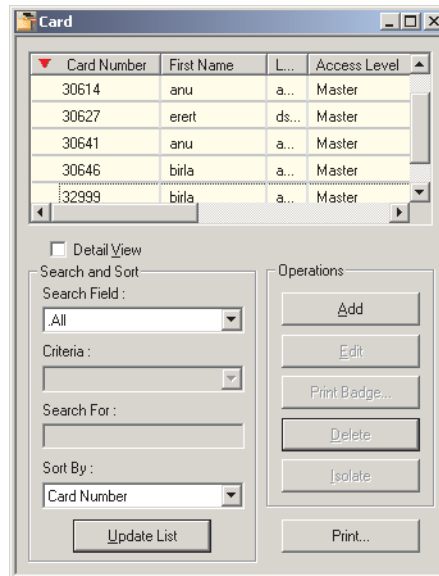 Card
Card Number First Name L... Access Level
30614 anu a... Master
30627 erert ds... Master
30641 anu a... Master
30646 birla a... Master
32999 birla a... Master
Detail View
Search and Sort
Search Field :
.All
Criteria :
Search For :
Sort By :
Card Number
Update List
Operations
Add
Edit
Print Badge...
Delete
Isolate
Print...